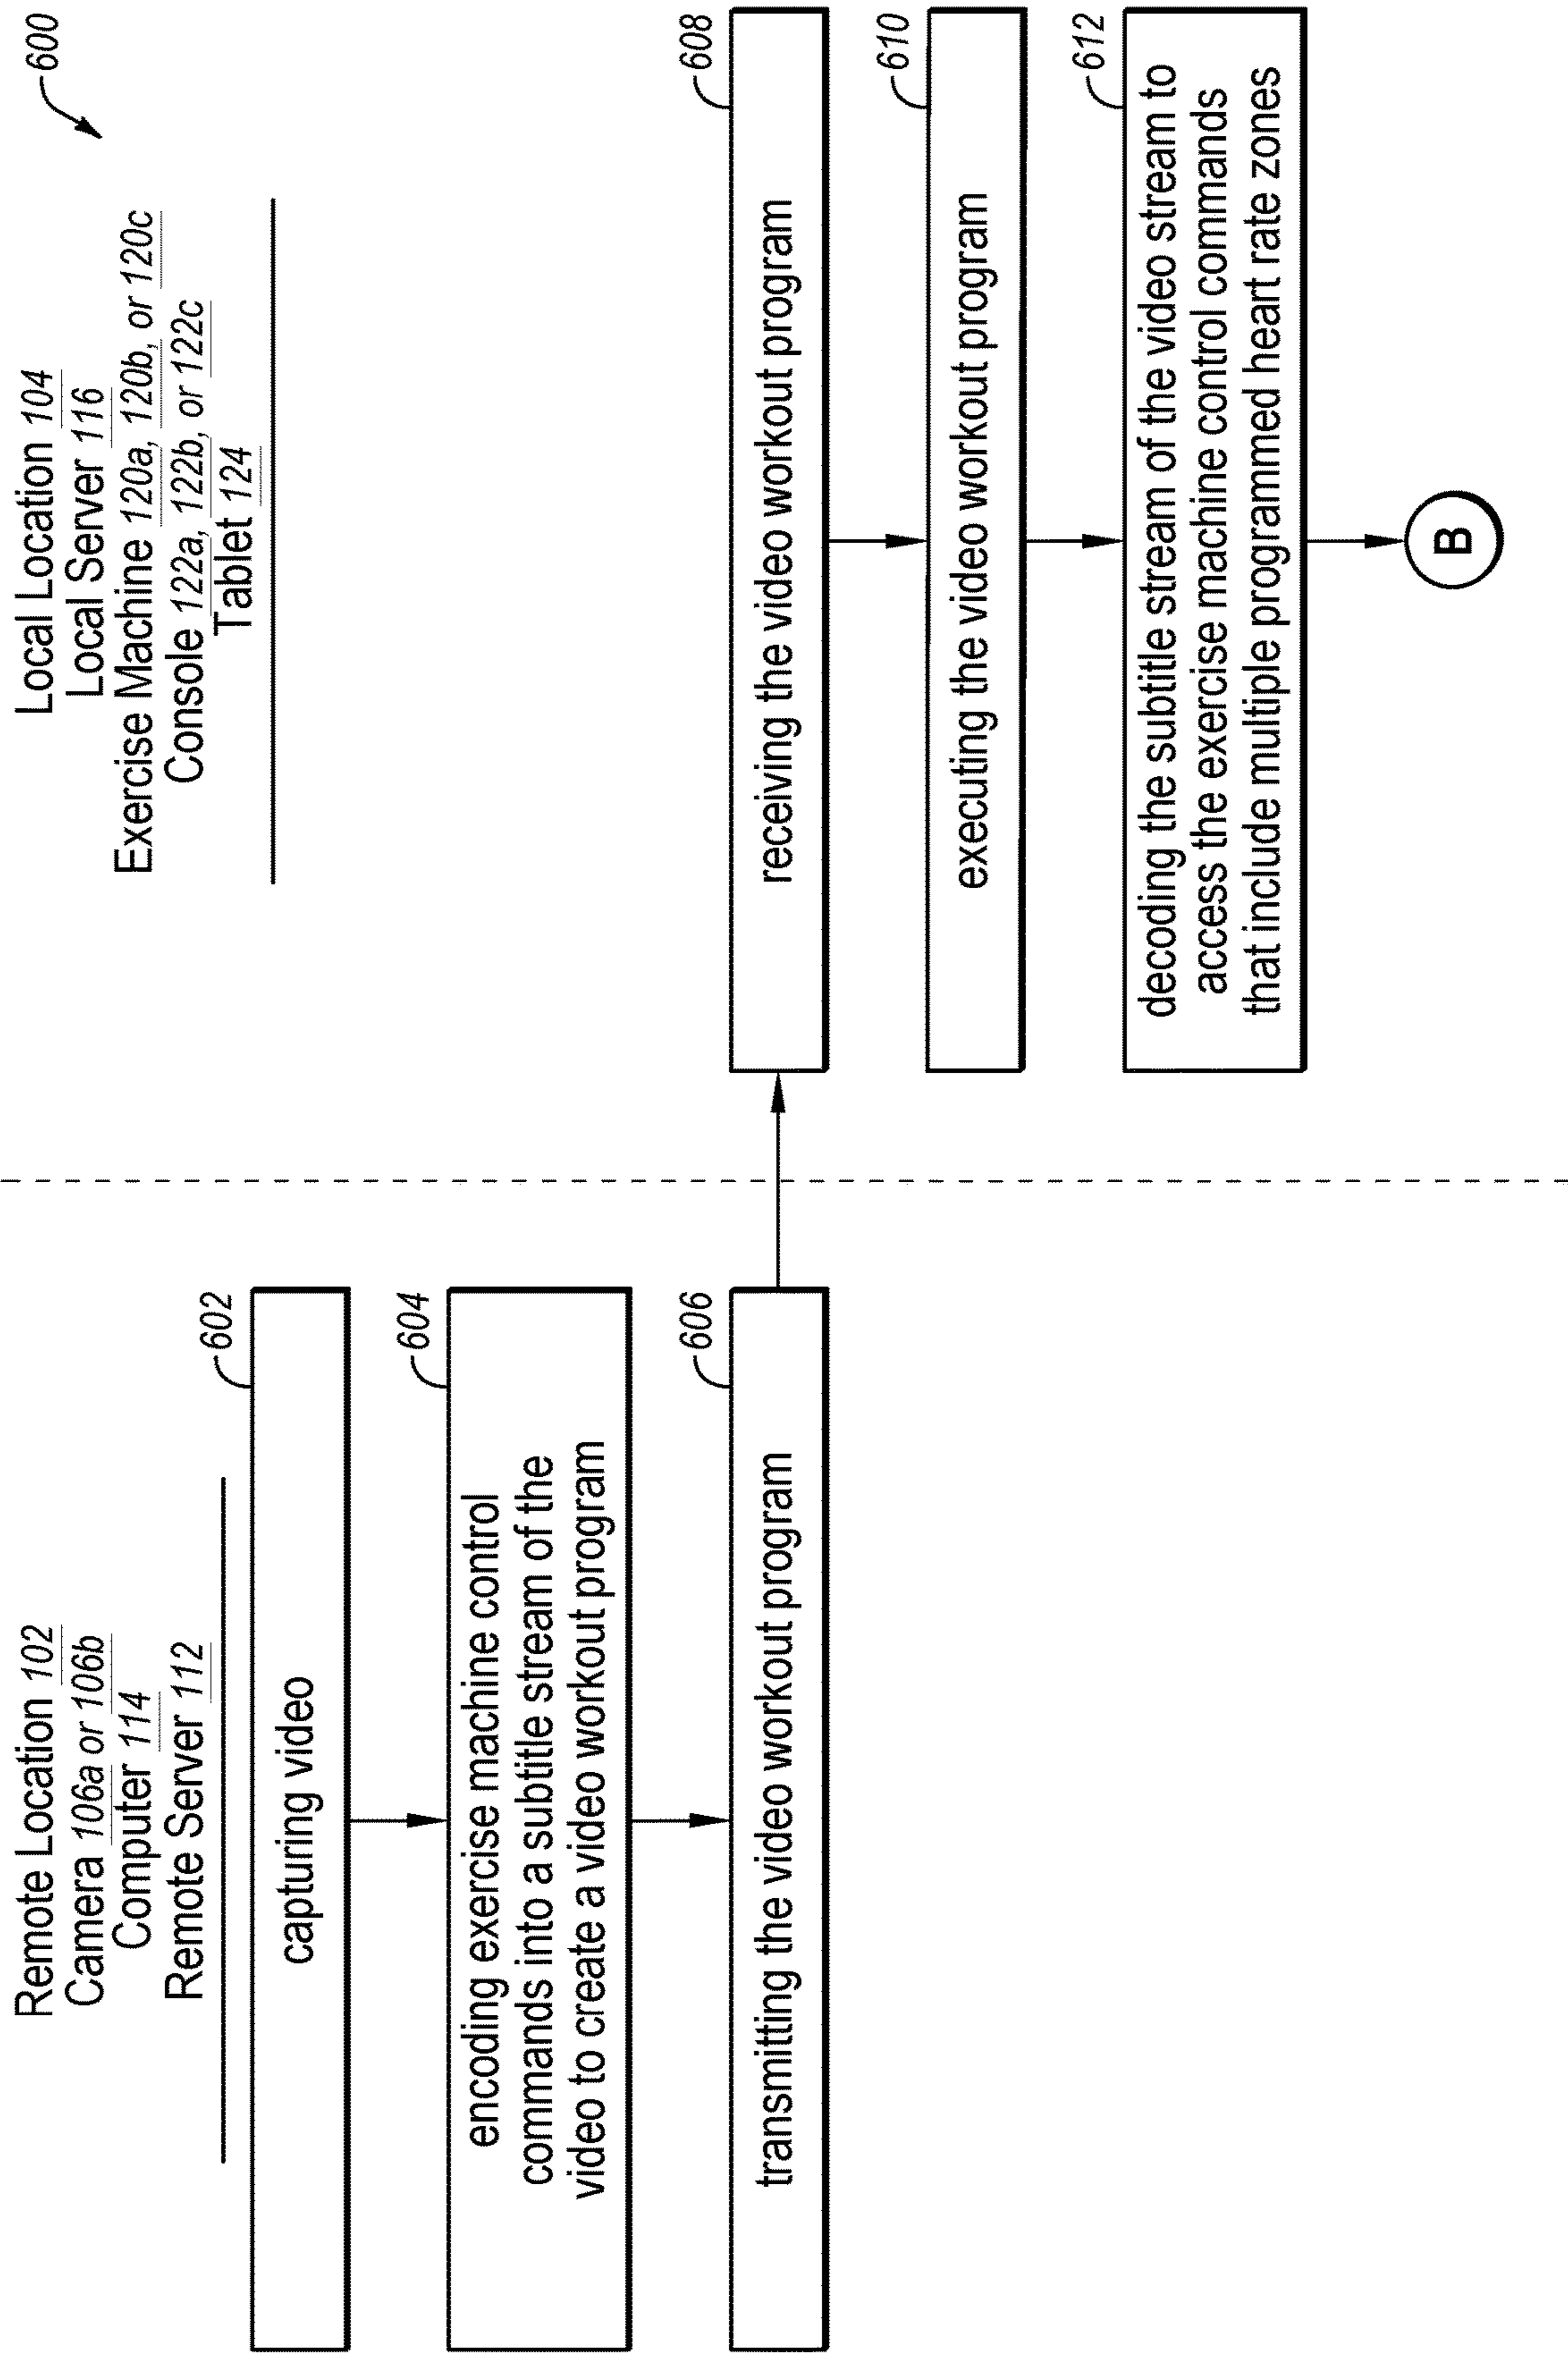 600
Remote Location 102
Camera 106a or 106b
Computer 114
Remote Server 112
602
capturing video
604
encoding exercise machine control
commands into a subtitle stream of the
video to create a video workout program
606
transmitting the video workout program
Local Location 104
Local Server 116
Exercise Machine 120a, 120b, or 120c
Console 122a, 122b, or 122c
Tablet 124
608
receiving the video workout program
610
executing the video workout program
612
decoding the subtitle stream of the video stream to
access the exercise machine control commands
that include multiple programmed heart rate zones
B